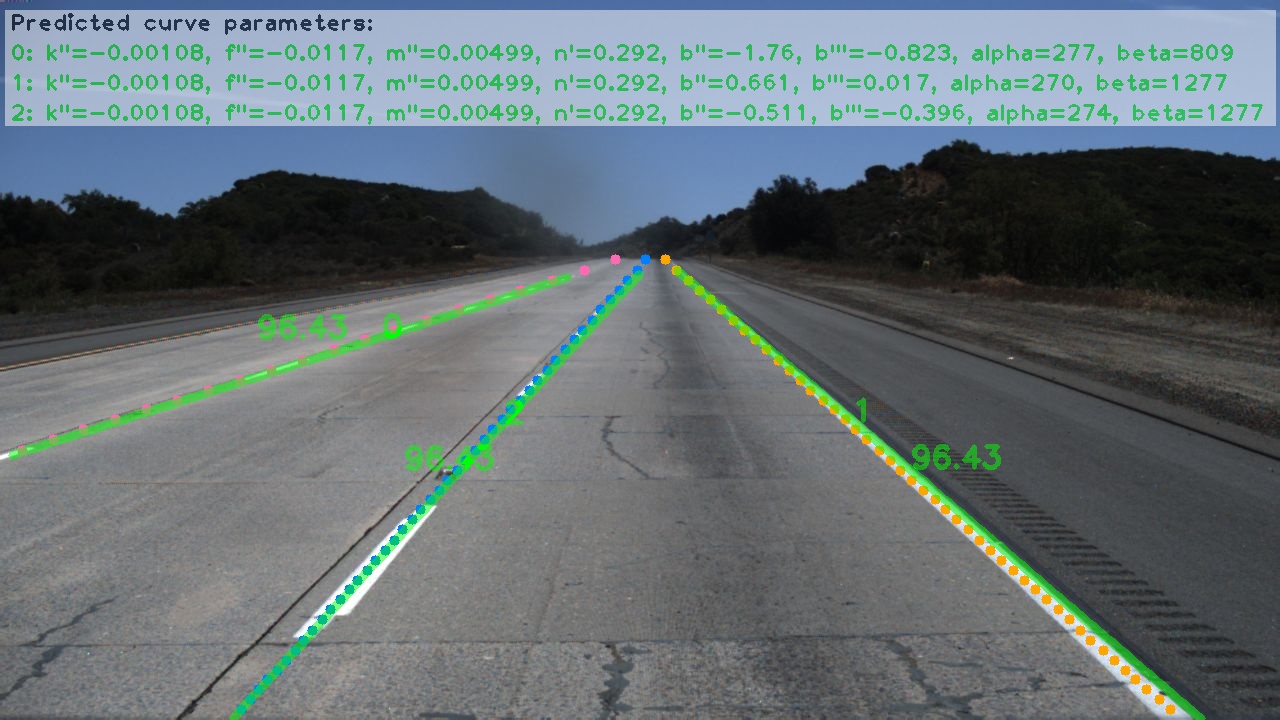 Predicted curve parameters:
0: k''=-0.00108, f''=-0.0117, m''=0.00499, n'=0.292, b''=-1.76, b'''=-0.823, alpha=277, beta=809
1: k''=-0.00108, f''=-0.0117, m''=0.00499, n'=0.292, b''=0.661, b'''=0.017, alpha=270, beta=1277
2: k''=-0.00108, f''=-0.0117, m''=0.00499, n'=0.292, b''=-0.511, b'''=-0.396, alpha=274, beta=1277
96.43 0
1
96.43
96.43